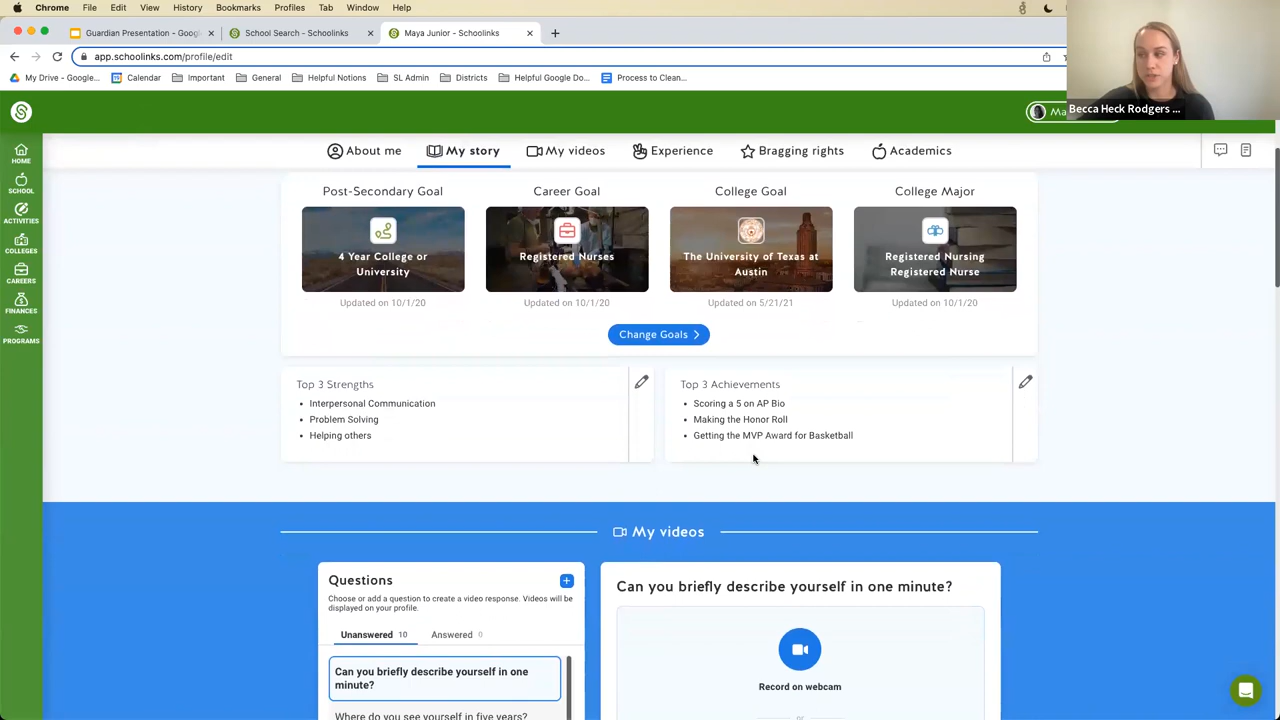 Chrome File Edit View History Bookmarks Profiles Tab Window Help
Guardian Presentation - Googl
School Search - Schoolinks
Maya Junior - Schoolinks
app.schoolinks.com/profile/edit
My Drive - Google...
Calendar
Important
General
Helpful Notions
SL Admin
Districts
Helpful Google Do...
Process to Clean...
Becca Heck Rodgers ...
Ma
HOME
SCHOOL
ACTIVITIES
COLLEGES
CAREERS
FINANCES
PROGRAMS
About me
My story
My videos
Experience
Bragging rights
Academics
Post-Secondary Goal
Career Goal
College Goal
College Major
4 Year College or
University
Registered Nurses
The University of Texas at
Austin
Registered Nursing
Registered Nurse
Updated on 10/1/20
Updated on 10/1/20
Updated on 5/21/21
Updated on 10/1/20
Change Goals
Top 3 Strengths
Interpersonal Communication
Problem Solving
Helping others
Top 3 Achievements
Scoring a 5 on AP Bio
Making the Honor Roll
Getting the MVP Award for Basketball
My videos
Questions
Choose or add a question to create a video response. Videos will be
displayed on your profile.
Unanswered 10
Answered 0
Can you briefly describe yourself in one
minute?
Where do you see yourself in five years?
Can you briefly describe yourself in one minute?
Record on webcam
or